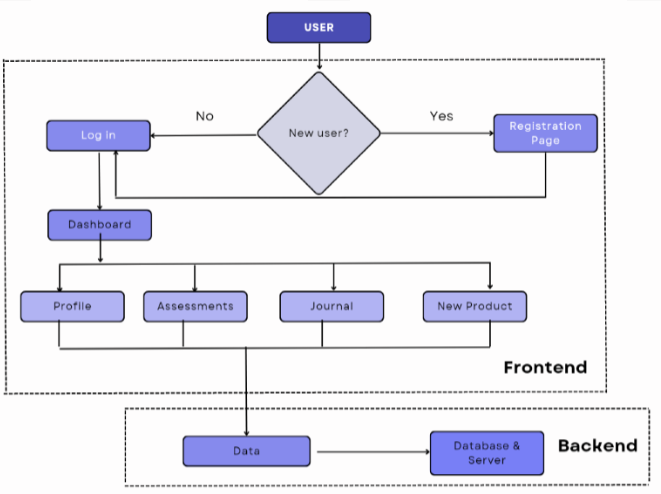 USER
New user?
No
Yes
Log in
Registration
Page
Dashboard
Profile
Assessments
Journal
New Product
Frontend
Data
Database &
Server
Backend